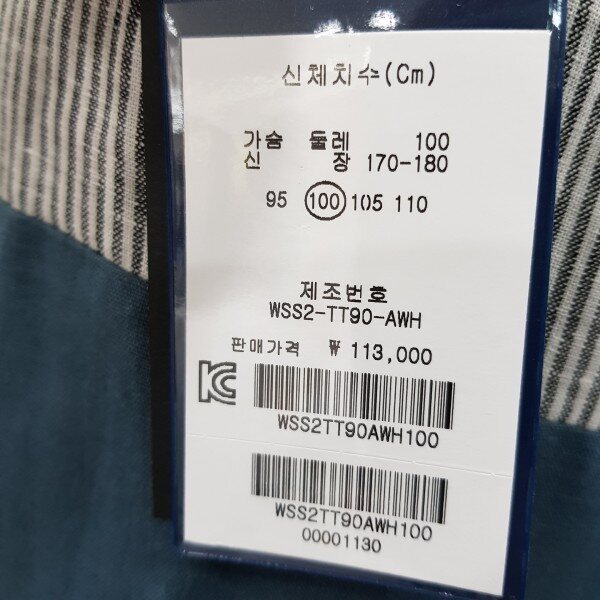 신체치수(Cm)
가슴 둘레 100
신 장 170-180
95 100 105 110
제조번호
WSS2-TT90-AWH
판매가격 ₩ 113,000
KC
WSS2TT90AWH100
WSS2TT90AWH100
00001130